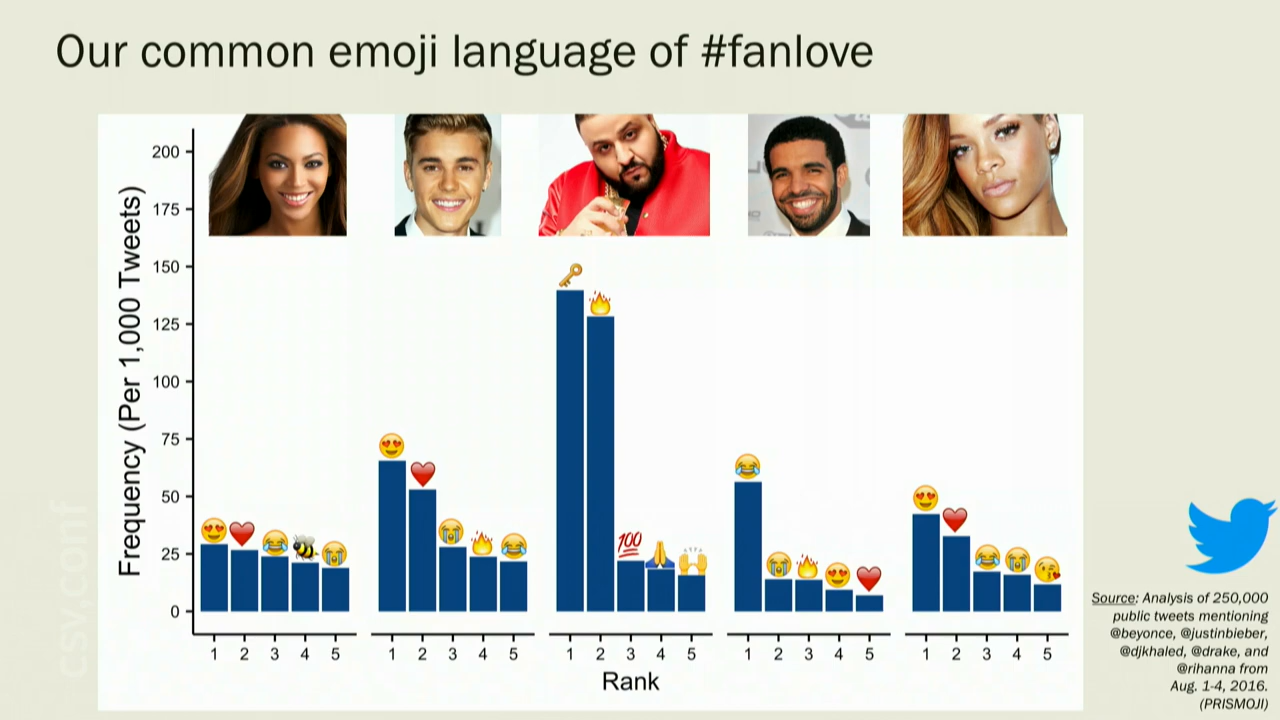 Our common emoji language of #fanlove
Frequency (Per 1,000 Tweets)
200
175
150
125
100
75
50
25
0
100
1 2 3 4 5 1 2 3 4 5 1 2 3 4 5 1 2 3 4 5 1 2 3 4 5
Rank
Source: Analysis of 250,000
public tweets mentioning
@beyonce, @justinbieber,
@djkhaled, @drake, and
@rihanna from
Aug. 1-4, 2016.
(PRISMOJI)
csv,conf